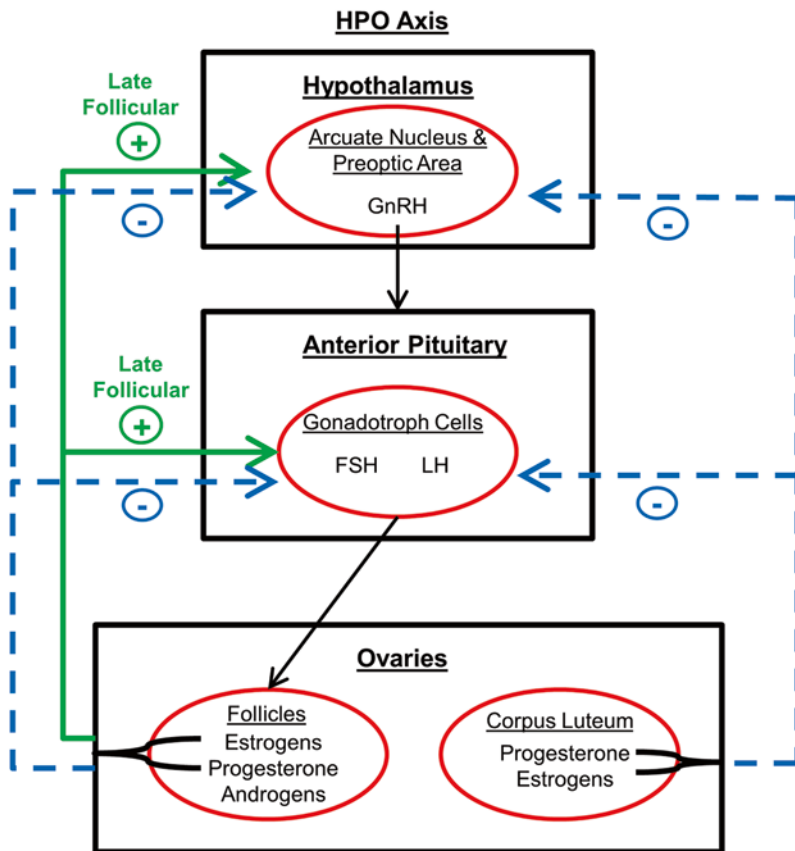 HPO Axis
Hypothalamus
Late
Follicular
+
Arcuate Nucleus &
Preoptic Area
GnRH
-
-
Anterior Pituitary
Late
Follicular
+
Gonadotroph Cells
FSH LH
-
-
Ovaries
Follicles
Estrogens
Progesterone
Androgens
Corpus Luteum
Progesterone
Estrogens